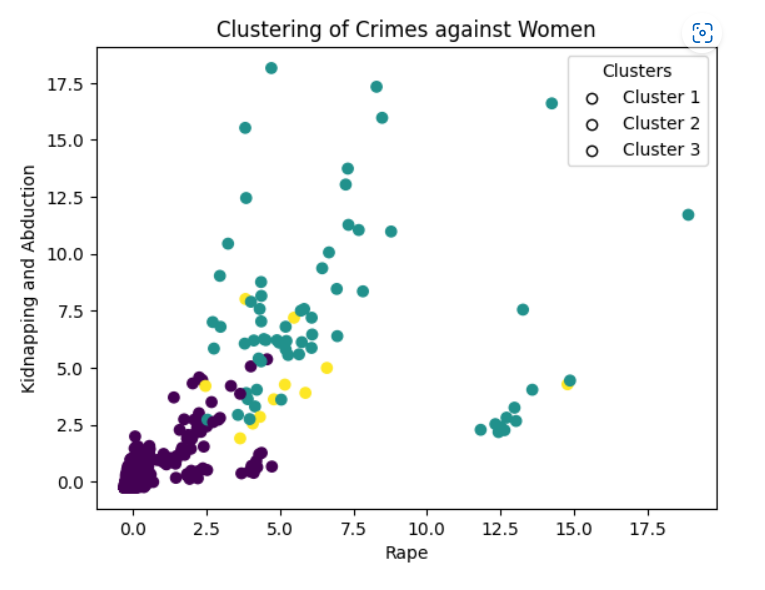 Clustering of Crimes against Women
Clusters
Cluster 1
Cluster 2
Cluster 3
Kidnapping and Abduction
17.5
15.0
12.5
10.0
7.5
5.0
2.5
0.0
0.0 2.5 5.0 7.5 10.0 12.5 15.0 17.5
Rape